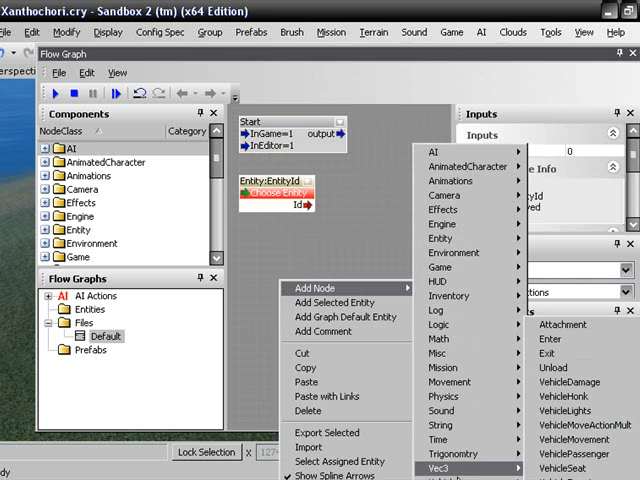 Xanthochori.cry - Sandbox 2 (tm) (x64 Edition)
File Edit Modify Display Config Spec Group Prefabs Brush Mission Terrain Sound Game AI Clouds Tools View Help
Flow Graph
File Edit View
Components
NodeClass Category
AI
AnimatedCharacter
Animations
Camera
Effects
Engine
Entity
Environment
Game
Flow Graphs
AI AI Actions
Entities
Files
Default
Prefabs
Start
InGame=1 output
InEditor=1
Entity:EntityId
Choose Entity
Id
Inputs
Inputs
0
Add Node
Add Selected Entity
Add Graph Default Entity
Add Comment
Cut
Copy
Paste
Paste with Links
Delete
Export Selected
Import
Select Assigned Entity
Show Spline Arrows
AI
AnimatedCharacter
Animations
Camera
Effects
Engine
Entity
Environment
Game
HUD
Inventory
Log
Logic
Math
Misc
Mission
Movement
Physics
Sound
String
Time
Trigonometry
Vec3
Attachment
Enter
Exit
Unload
VehicleDamage
VehicleHonk
VehicleLights
VehicleMoveActionMult
VehicleMovement
VehiclePassenger
VehicleSeat
Lock Selection X